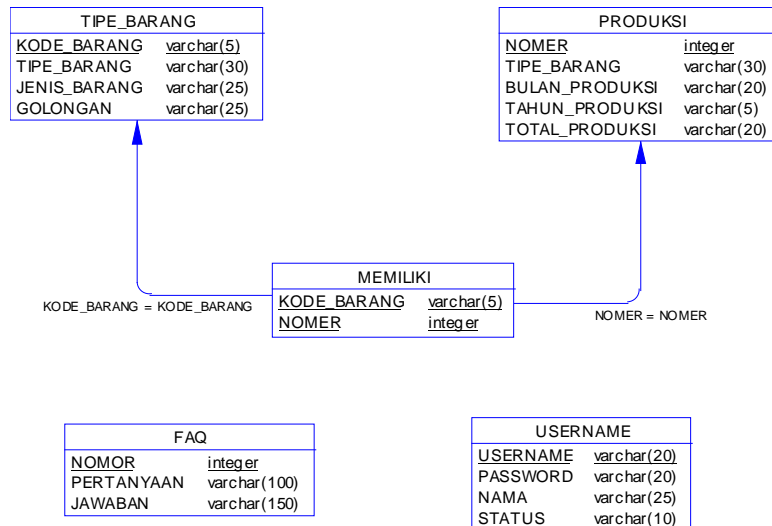 TIPE_BARANG
KODE_BARANG varchar(5)
TIPE_BARANG varchar(30)
JENIS_BARANG varchar(25)
GOLONGAN varchar(25)
PRODUKSI
NOMER integer
TIPE_BARANG varchar(30)
BULAN_PRODUKSI varchar(20)
TAHUN_PRODUKSI varchar(5)
TOTAL_PRODUKSI varchar(20)
MEMILIKI
KODE_BARANG varchar(5)
NOMER integer
KODE_BARANG = KODE_BARANG
NOMER = NOMER
FAQ
NOMOR integer
PERTANYAAN varchar(100)
JAWABAN varchar(150)
USERNAME
USERNAME varchar(20)
PASSWORD varchar(20)
NAMA varchar(25)
STATUS varchar(10)